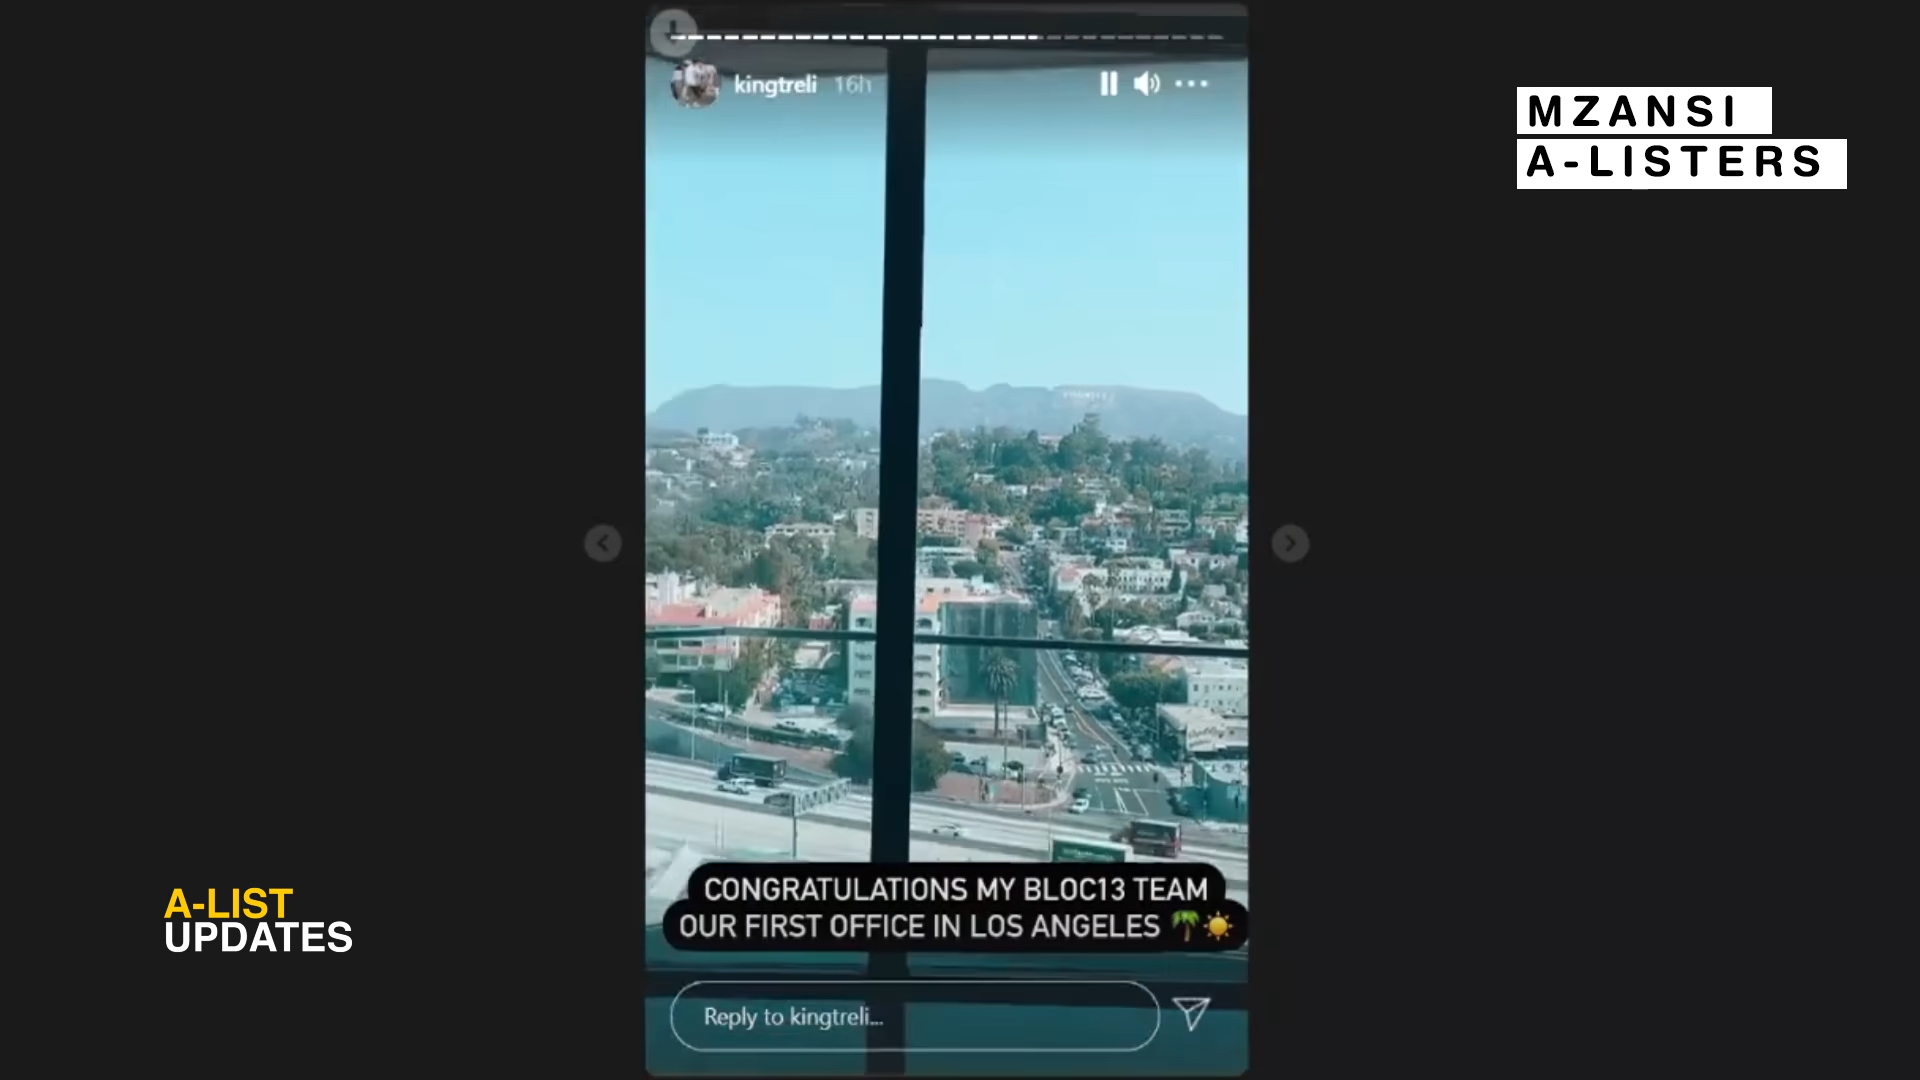 kingtreli 16h
MZANSI
A-LISTERS
CONGRATULATIONS MY BLOC13 TEAM
OUR FIRST OFFICE IN LOS ANGELES 🌴☀️
A-LIST
UPDATES
Reply to kingtreli...